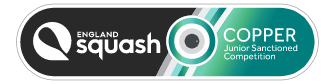 ENGLAND
squash
COPPER
Junior Sanctioned
Competition